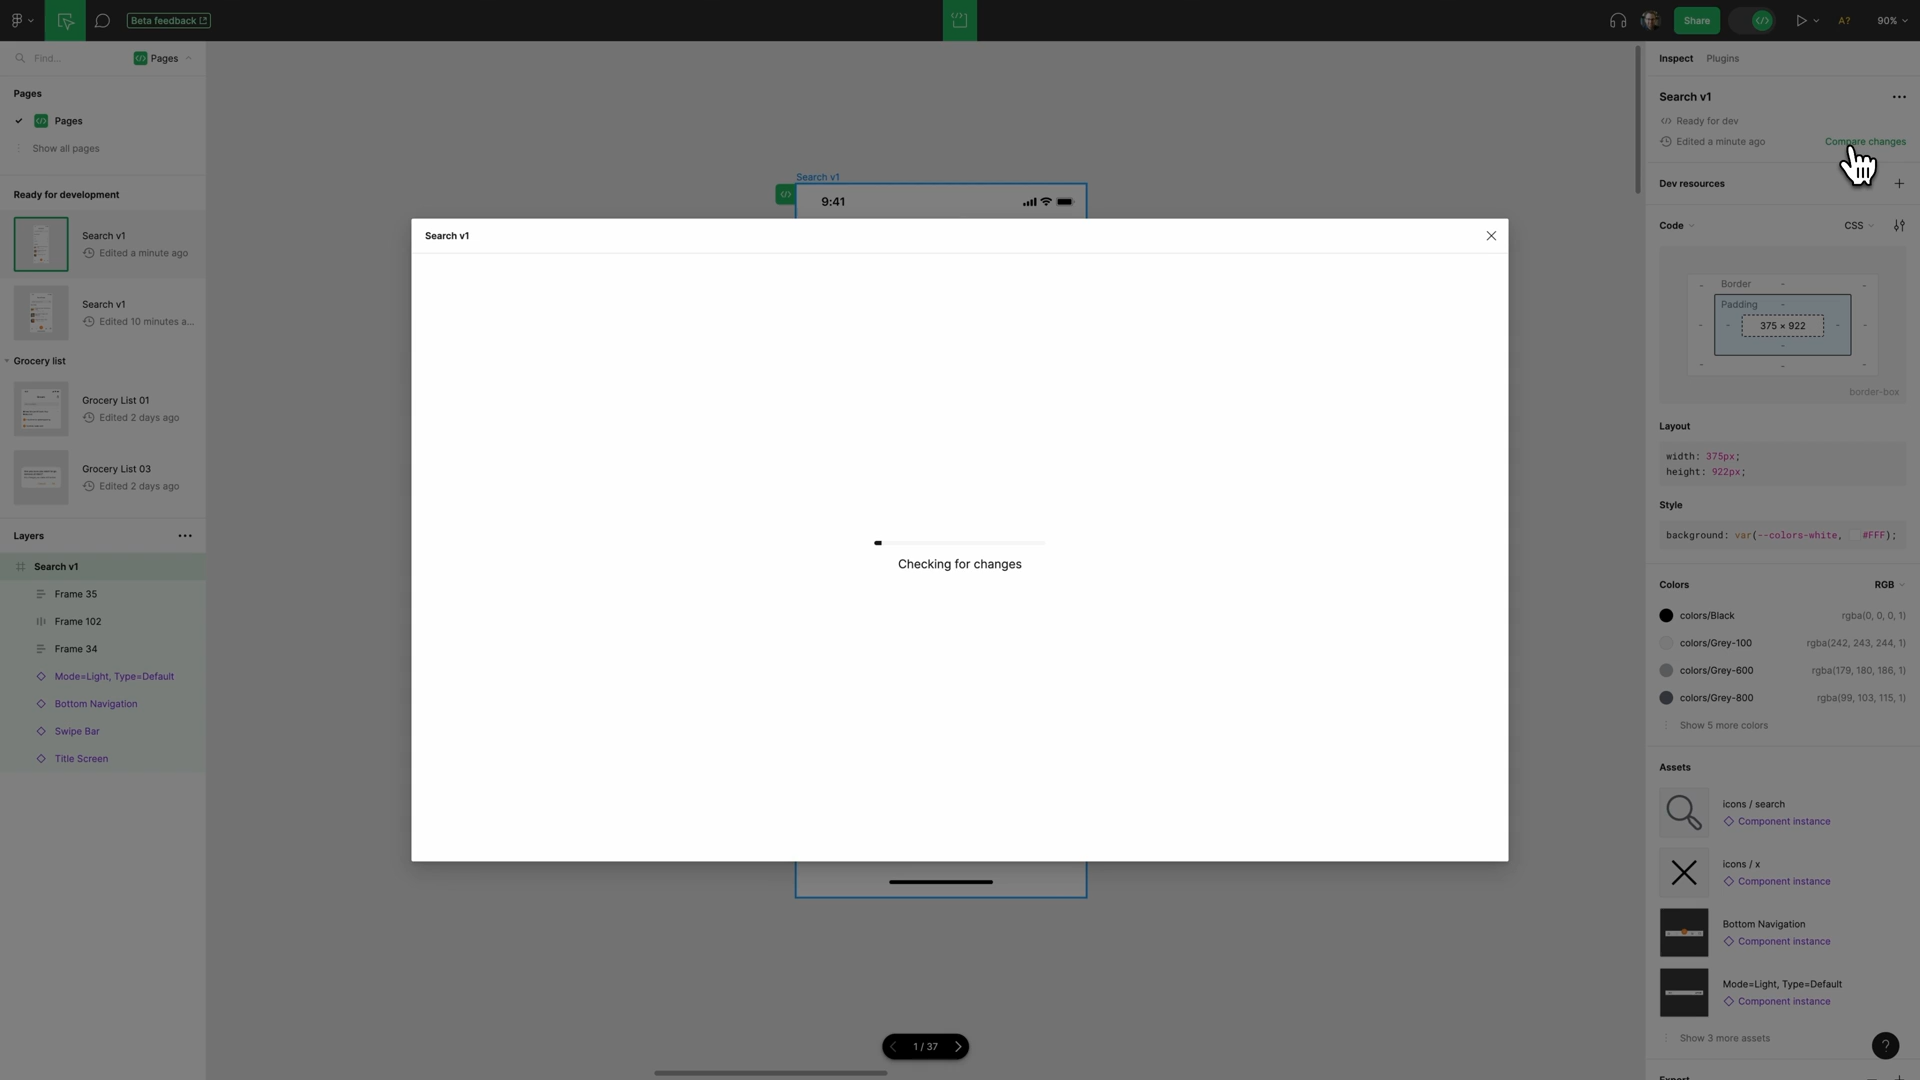 Beta feedback
Share
A?
90%
Find...
Pages
Pages
Pages
Show all pages
Ready for development
Search v1
Edited a minute ago
Search v1
Edited 10 minutes a...
Grocery list
Grocery List 01
Edited 2 days ago
Grocery List 03
Edited 2 days ago
Layers
Search v1
Frame 35
Frame 102
Frame 34
Mode=Light, Type=Default
Bottom Navigation
Swipe Bar
Title Screen
Search v1
9:41
Search v1
Checking for changes
1 / 37
Inspect Plugins
Search v1
Ready for dev
Edited a minute ago Compare changes
Dev resources
Code CSS
Border -
Padding -
375 × 922
border-box
Layout
width: 375px;
height: 922px;
Style
background: var(--colors-white, #FFF);
Colors RGB
colors/Black rgba(0, 0, 0, 1)
colors/Grey-100 rgba(242, 243, 244, 1)
colors/Grey-600 rgba(179, 180, 186, 1)
colors/Grey-800 rgba(99, 103, 115, 1)
Show 5 more colors
Assets
icons / search
Component instance
icons / x
Component instance
Bottom Navigation
Component instance
Mode=Light, Type=Default
Component instance
Show 3 more assets
Export
?